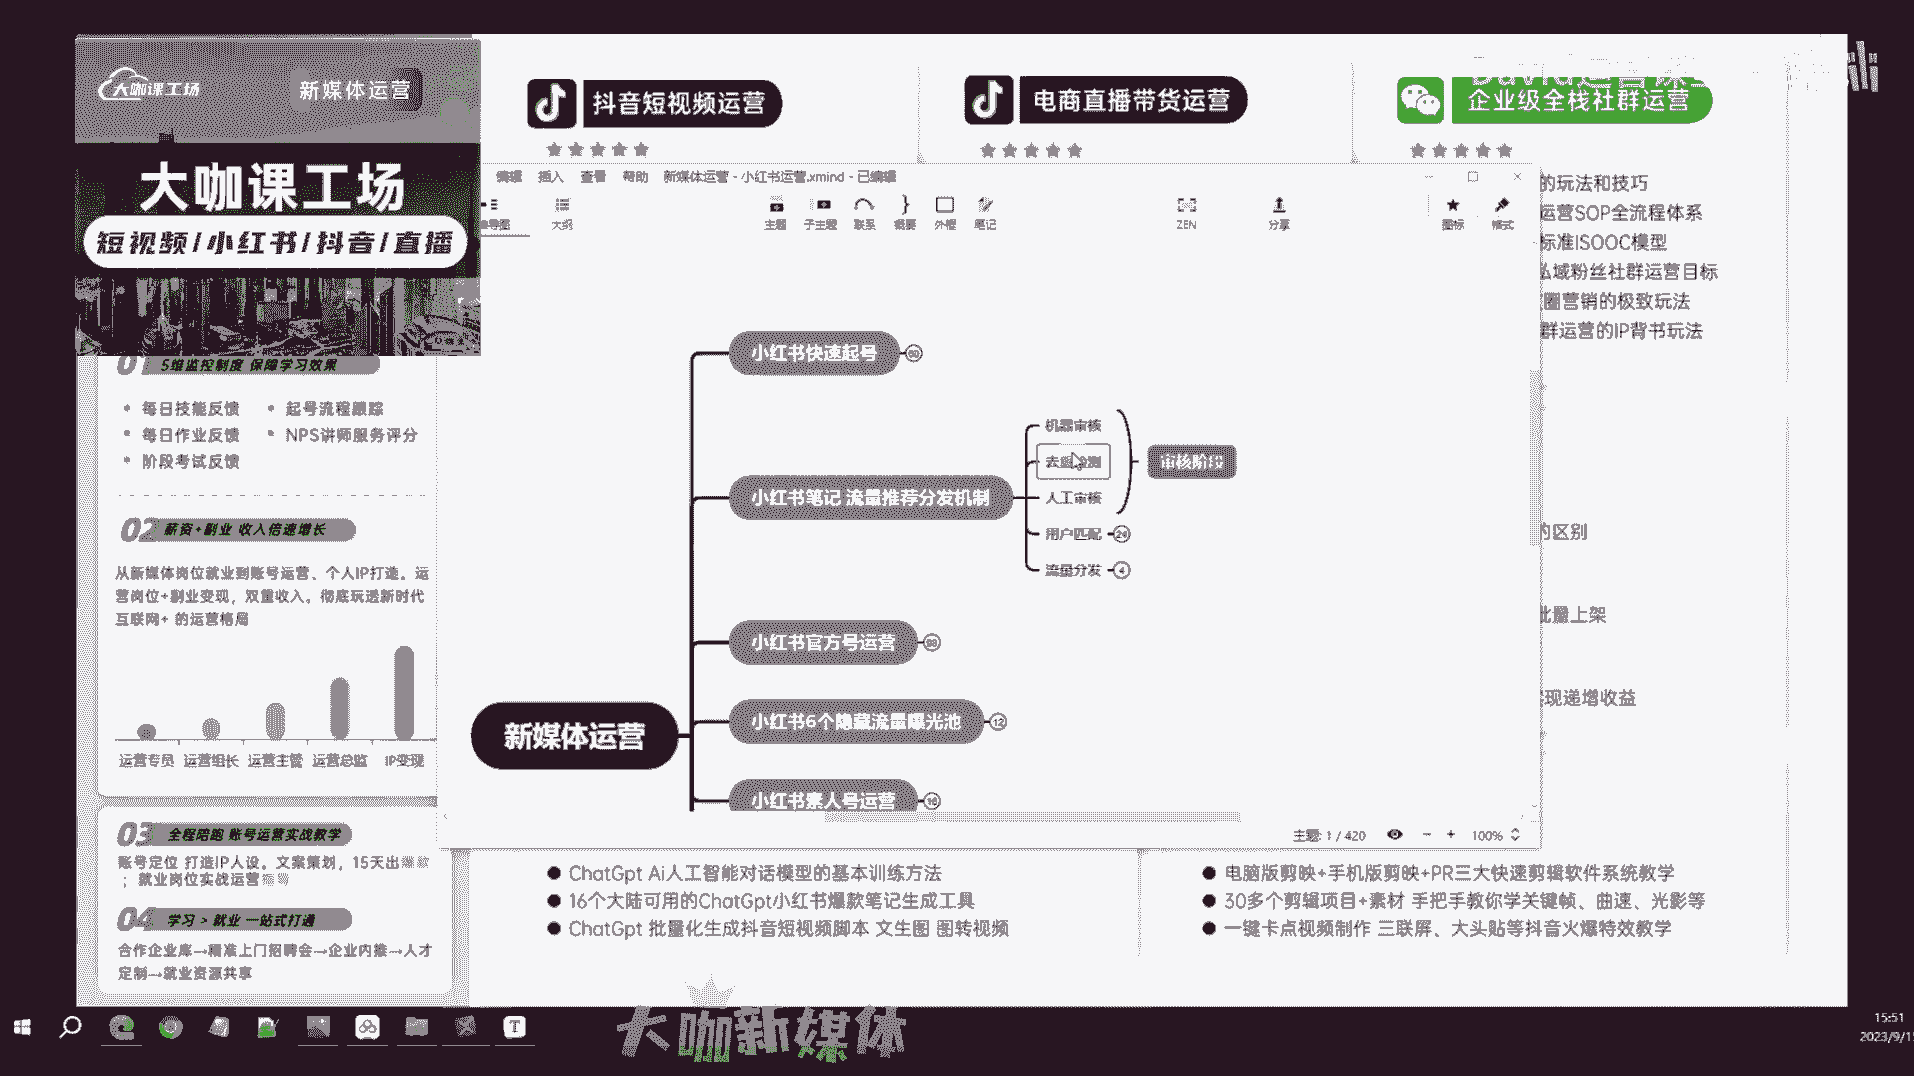 大咖课工场
新媒体运营
大咖课工场
短视频/小红书/抖音/直播
抖音短视频运营
电商直播带货运营
企业级全栈社群运营
编辑 插入 查看 帮助 新媒体运营 - 小红书运营.xmind - 已编辑
大纲 主题 子主题 联系 概要 外框 笔记 ZEN 分享 图标 格式
的玩法和技巧
运营SOP全流程体系
标准ISOOC模型
私域粉丝社群运营目标
圈营销的极致玩法
群运营的IP背书玩法
的区别
批量上架
实现递增收益
01 5维监控制度 保障学习效果
每日技能反馈
起号流程跟踪
每日作业反馈
NPS讲师服务评分
阶段考试反馈
02 薪资+副业 收入倍速增长
从新媒体岗位就业到账号运营、个人IP打造。运
营岗位+副业变现，双重收入。彻底玩透新时代
互联网+ 的运营格局
运营专员 运营组长 运营主管 运营总监 IP变现
03 全程陪跑 账号运营实战教学
账号定位 打造IP人设。文案策划，15天出爆款
；就业岗位实战运营
04 学习 > 就业 一站式打通
合作企业库→精准上门招聘会→企业内推→人才
定制→就业资源共享
小红书快速起号
小红书笔记 流量推荐分发机制
机器审核
人工审核
用户匹配 24
流量分发 4
审核阶段
小红书官方号运营
小红书6个隐藏流量曝光池 12
新媒体运营
小红书素人号运营 16
主题: 1 / 420
100%
ChatGpt Ai人工智能对话模型的基本训练方法
16个大陆可用的ChatGpt小红书爆款笔记生成工具
ChatGpt 批量化生成抖音短视频脚本 文生图 图转视频
电脑版剪映+手机版剪映+PR三大快速剪辑软件系统教学
30多个剪辑项目+素材 手把手教你学关键帧、曲速、光影等
一键卡点视频制作 三联屏、大头贴等抖音火爆特效教学
大咖新媒体
15:51